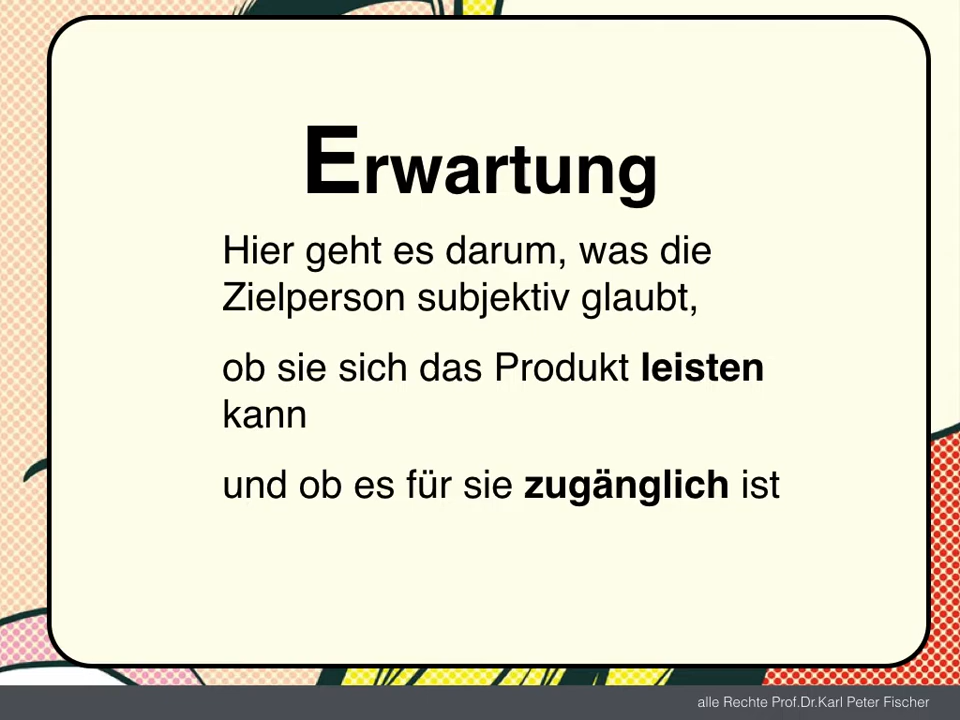 Erwartung
Hier geht es darum, was die
Zielperson subjektiv glaubt,
ob sie sich das Produkt leisten
kann
und ob es für sie zugänglich ist
alle Rechte Prof.Dr.Karl Peter Fischer